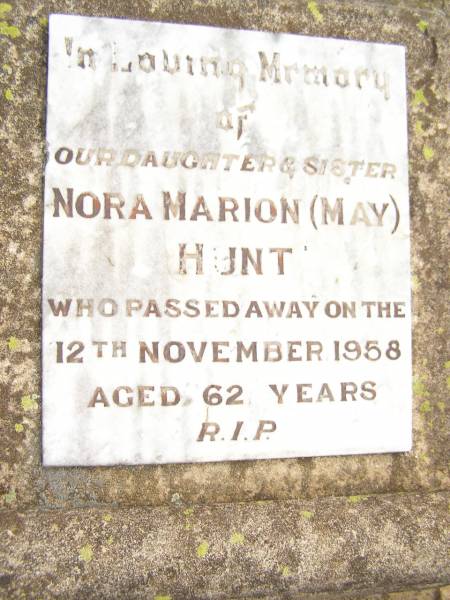 In Loving Memory
of
OUR DAUGHTER & SISTER
NORA MARION (MAY)
HUNT
WHO PASSED AWAY ON THE
12TH NOVEMBER 1958
AGED 62 YEARS
R.I.P.